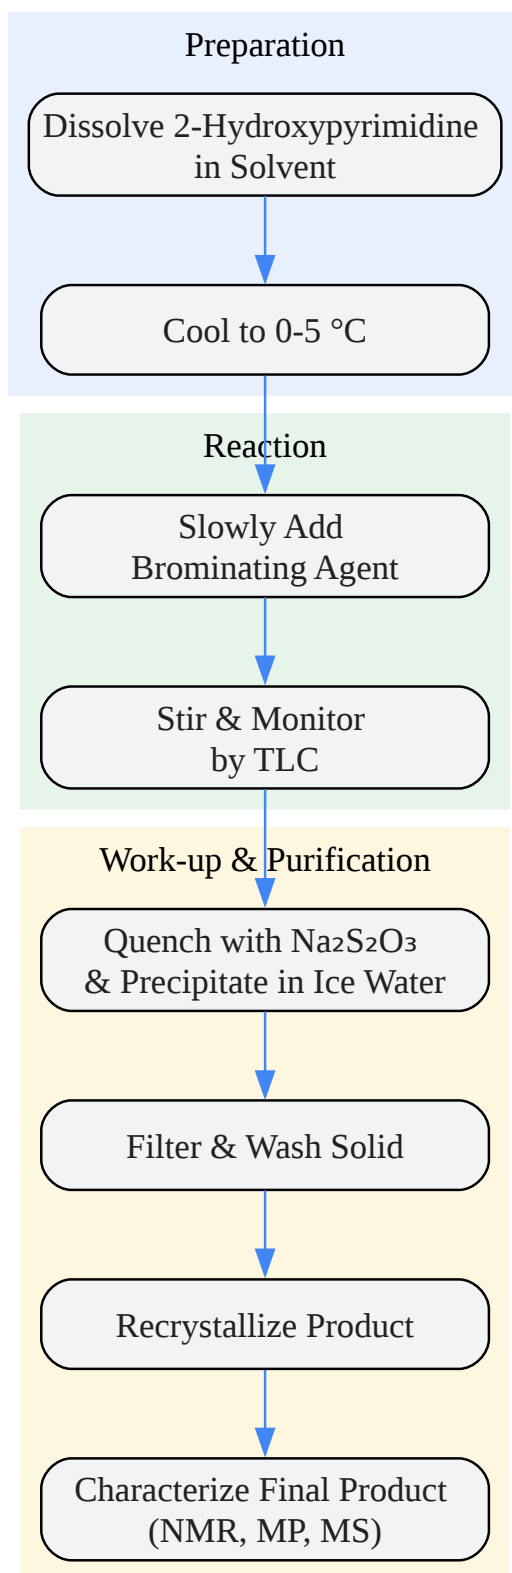 Preparation
Dissolve 2-Hydroxypyrimidine
in Solvent
Cool to 0-5 °C
Reaction
Slowly Add
Brominating Agent
Stir & Monitor
by TLC
Work-up & Purification
Quench with Na₂S₂O₃
& Precipitate in Ice Water
Filter & Wash Solid
Recrystallize Product
Characterize Final Product
(NMR, MP, MS)